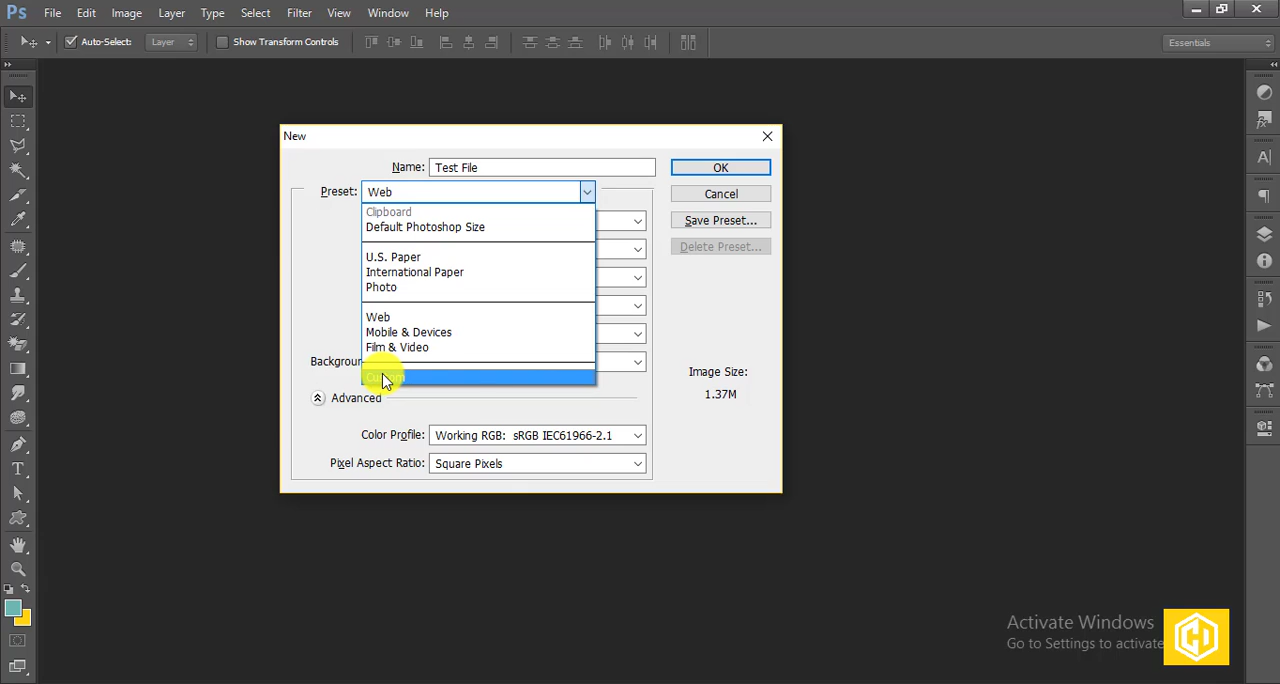 Ps File Edit Image Layer Type Select Filter View Window Help
Auto-Select: Layer Show Transform Controls Essentials
New
Name: Test File OK
Preset: Web Cancel
Clipboard
Default Photoshop Size Save Preset...
Delete Preset...
U.S. Paper
International Paper
Photo
Web
Mobile & Devices
Film & Video
Backgroun
Custom
Image Size:
1.37M
Advanced
Color Profile: Working RGB: sRGB IEC61966-2.1
Pixel Aspect Ratio: Square Pixels
Activate Windows
Go to Settings to activate